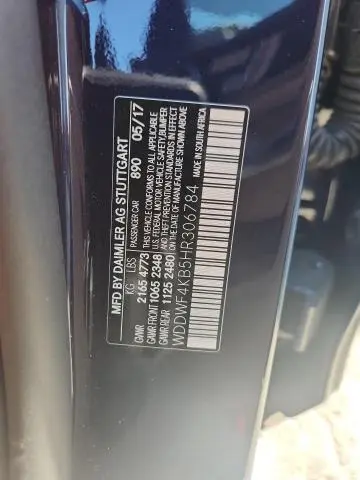 MFD BY DAIMLER AG STUTTGART
PASSENGER CAR 890 05/17
KG LBS
GVWR 2165 4773
GAWR FRONT 1065 2348
GAWR REAR 1125 2480
THIS VEHICLE CONFORMS TO ALL APPLICABLE
U.S. FEDERAL MOTOR VEHICLE SAFETY,BUMPER
AND THEFT PREVENTION STANDARDS IN EFFECT
ON THE DATE OF MANUFACTURE SHOWN ABOVE
WDDWF4KB5HR306784
MADE IN SOUTH AFRICA